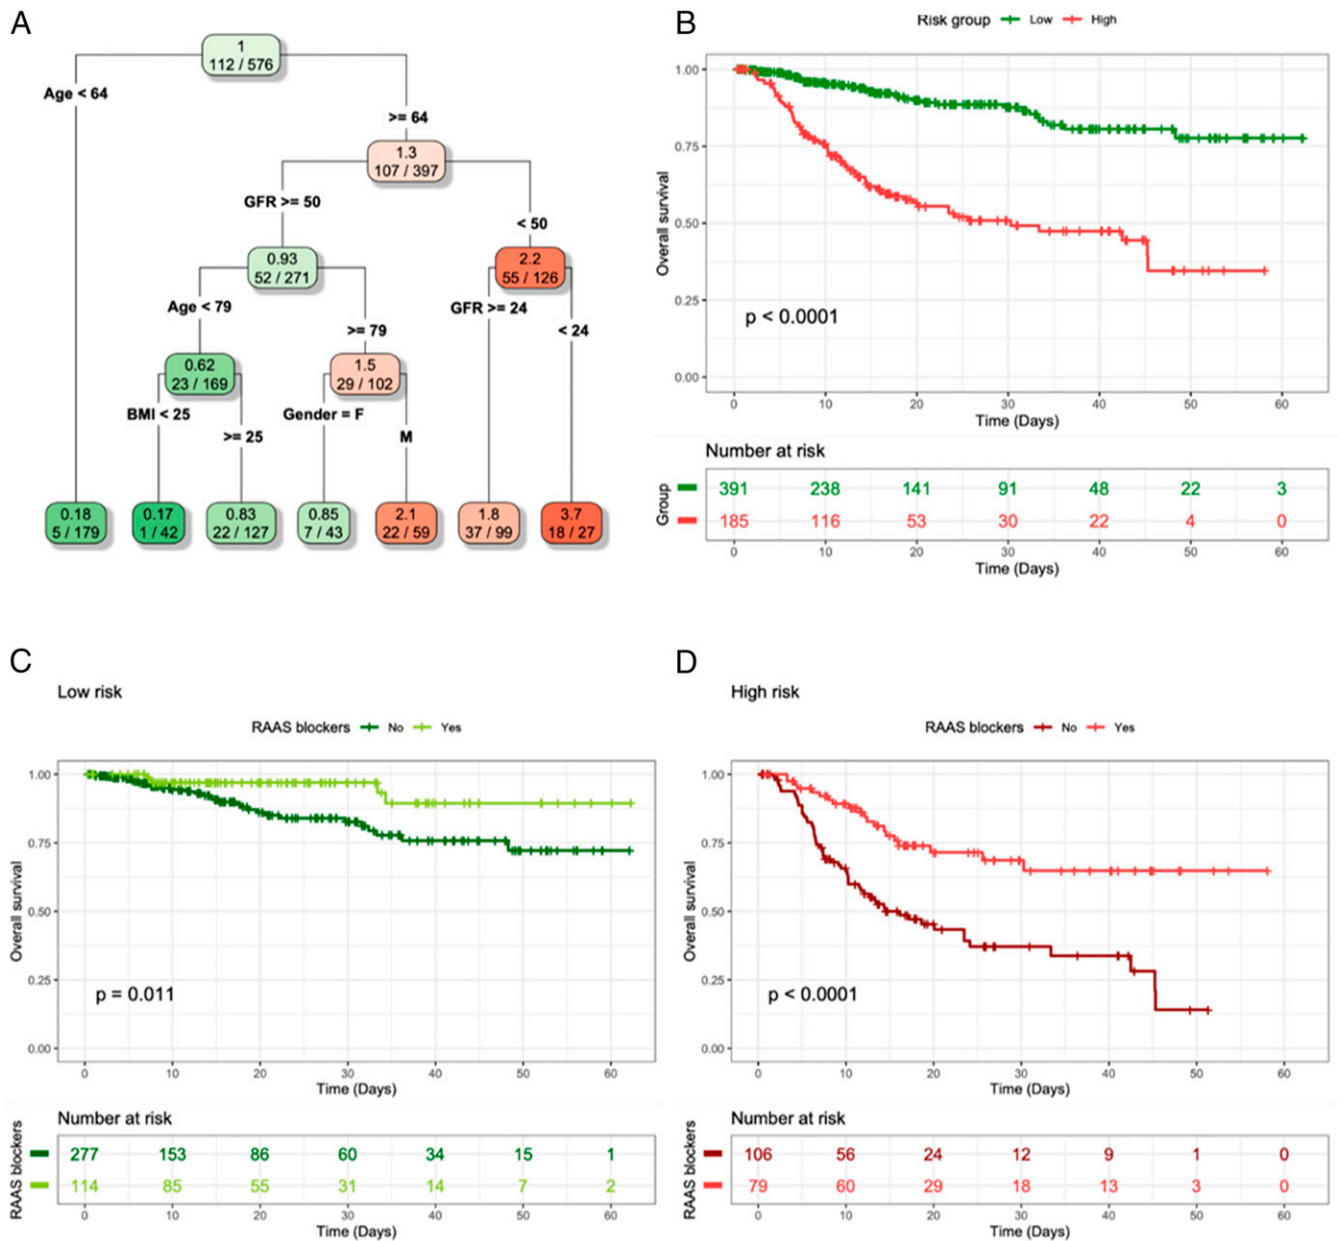 A
1
112 / 576
Age < 64
>= 64
1.3
107 / 397
GFR >= 50
< 50
0.93
52 / 271
2.2
55 / 126
Age < 79
>= 79
GFR >= 24
< 24
0.62
23 / 169
1.5
29 / 102
BMI < 25
>= 25
Gender = F
M
0.18
5 / 179
0.17
1 / 42
0.83
22 / 127
0.85
7 / 43
2.1
22 / 59
1.8
37 / 99
3.7
18 / 27
B
Risk group Low High
Overall survival
1.00
0.75
0.50
0.25
0.00
p < 0.0001
0 10 20 30 40 50 60
Time (Days)
Number at risk
Group
391 238 141 91 48 22 3
185 116 53 30 22 4 0
0 10 20 30 40 50 60
Time (Days)
C
Low risk
RAAS blockers No Yes
Overall survival
1.00
0.75
0.50
0.25
0.00
p = 0.011
0 10 20 30 40 50 60
Time (Days)
Number at risk
RAAS blockers
277 153 86 60 34 15 1
114 85 55 31 14 7 2
0 10 20 30 40 50 60
Time (Days)
D
High risk
RAAS blockers No Yes
Overall survival
1.00
0.75
0.50
0.25
0.00
p < 0.0001
0 10 20 30 40 50 60
Time (Days)
Number at risk
RAAS blockers
106 56 24 12 9 1 0
79 60 29 18 13 3 0
0 10 20 30 40 50 60
Time (Days)